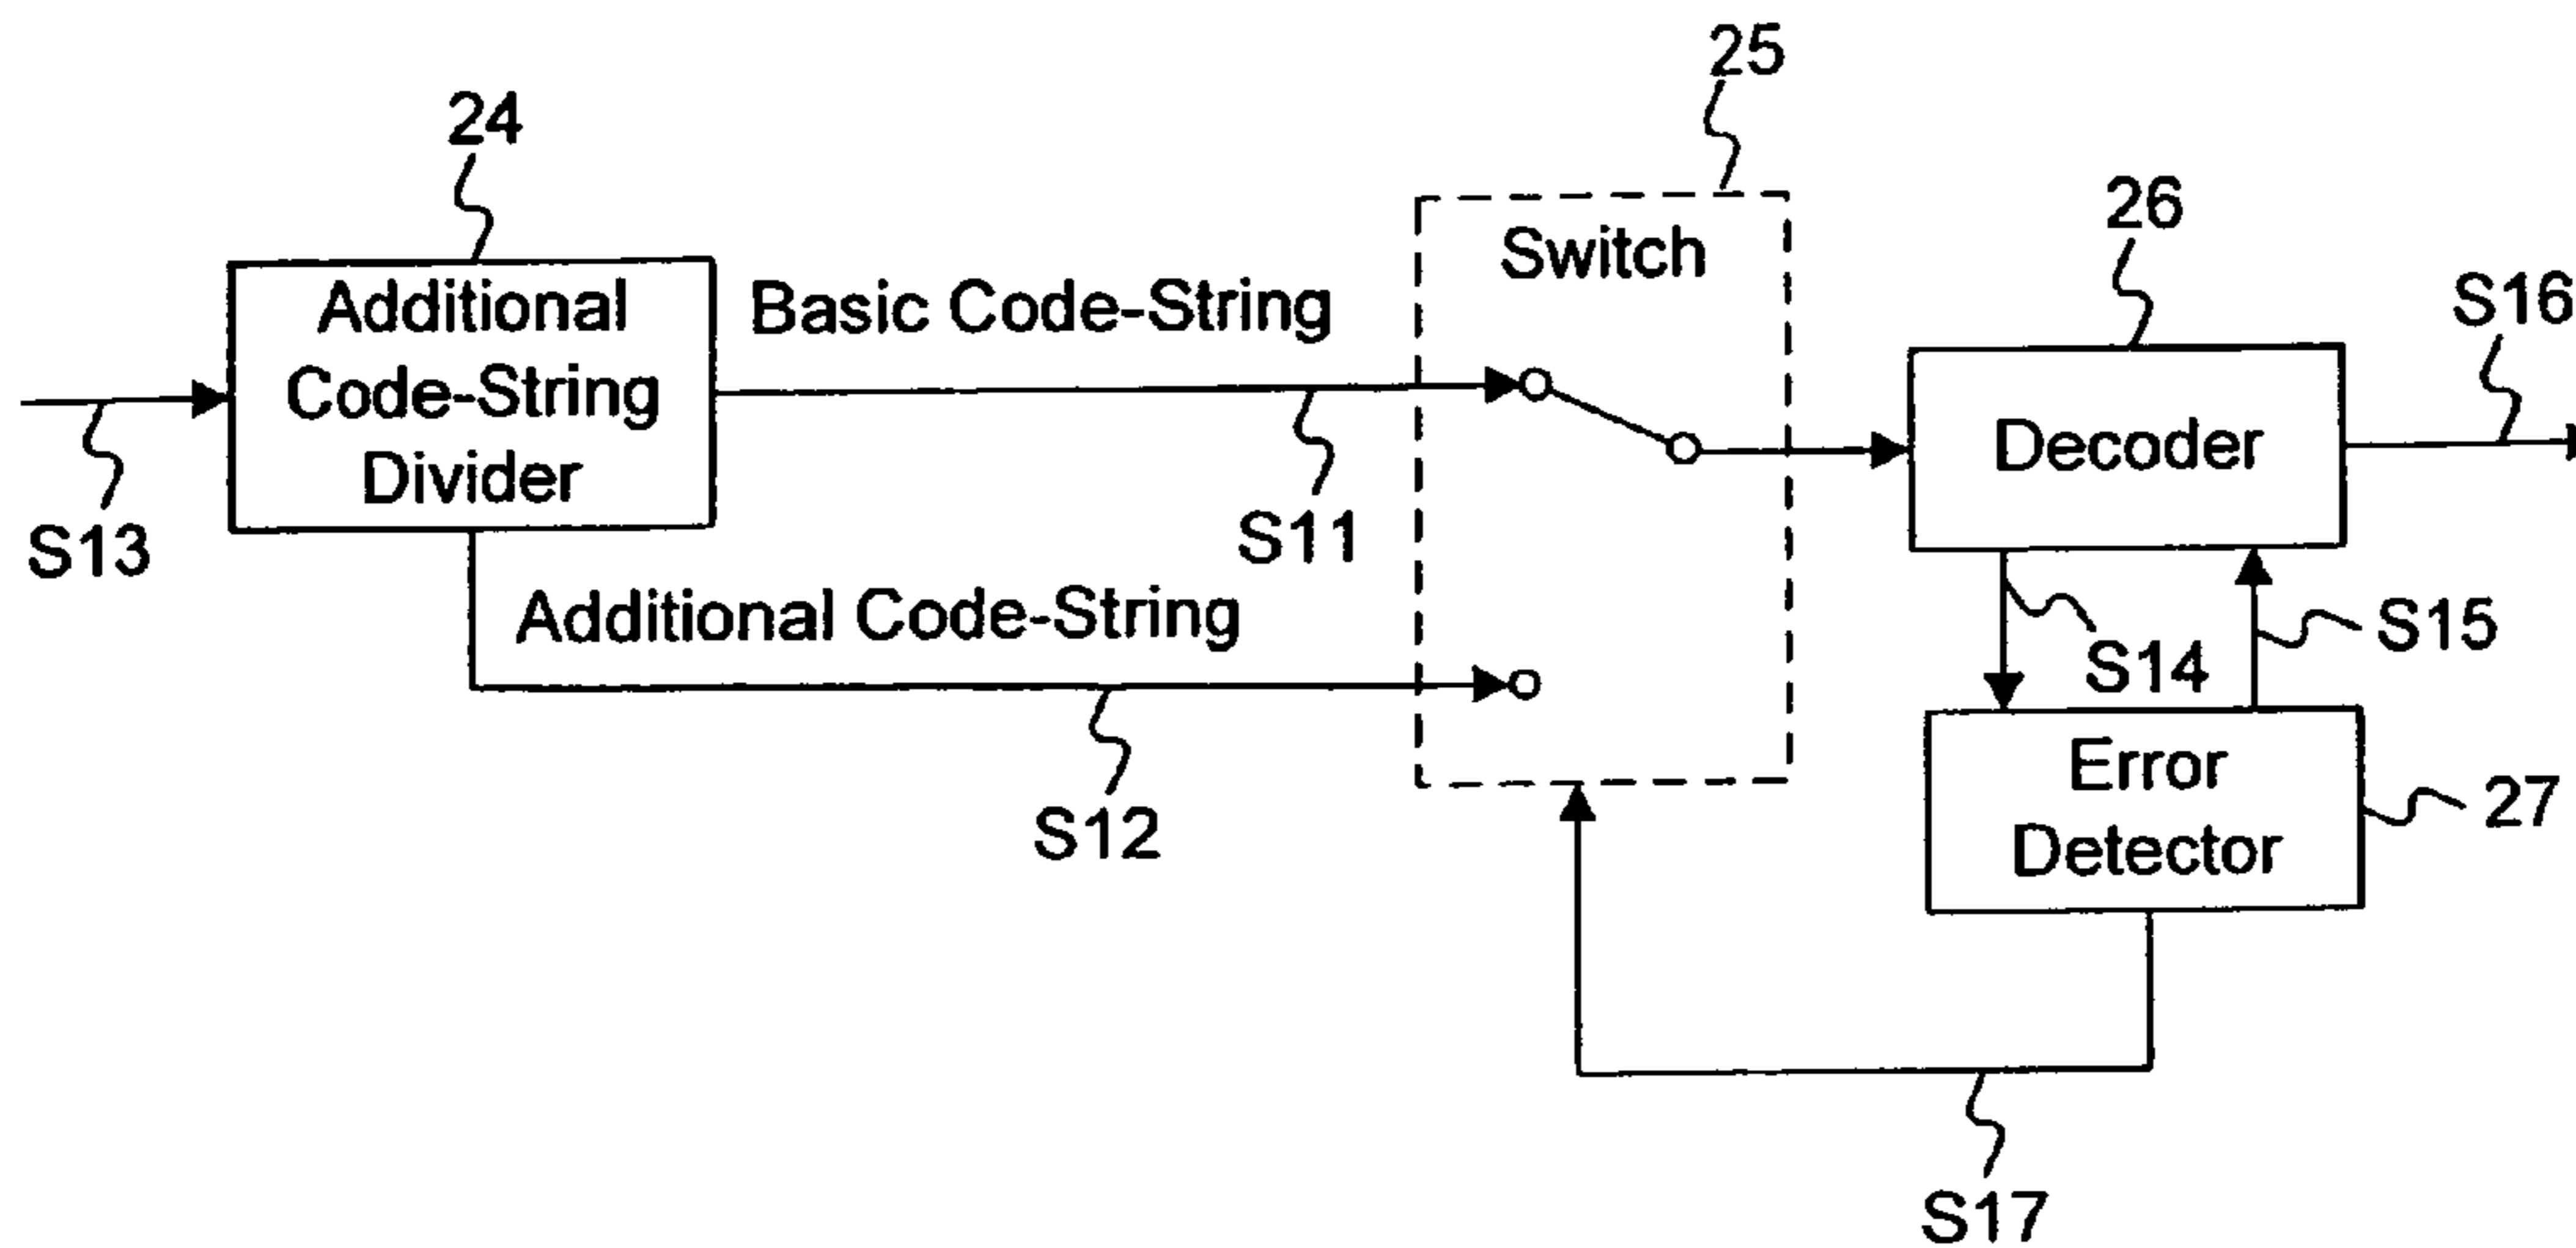 25
24
26
Switch
S16
Additional
Code-String
Divider
Basic Code-String
Decoder
S13
S11
Additional Code-String
S14
S15
Error
Detector
27
S12
S17